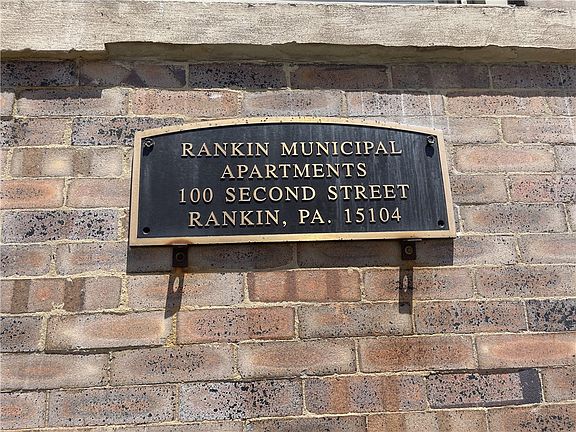 RANKIN MUNICIPAL
APARTMENTS
100 SECOND STREET
RANKIN, PA. 15104